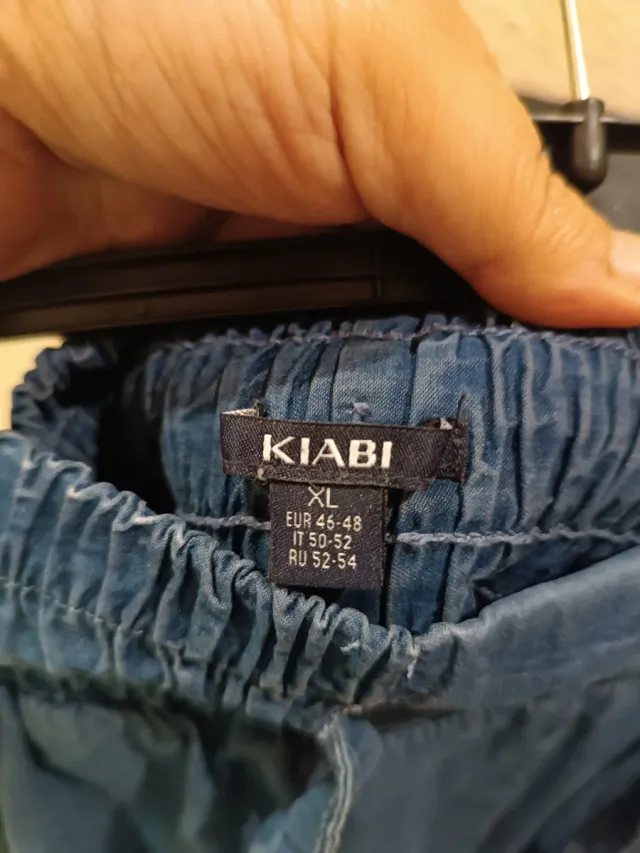 KIABI
XL
EUR 46-48
IT 50-52
RU 52-54